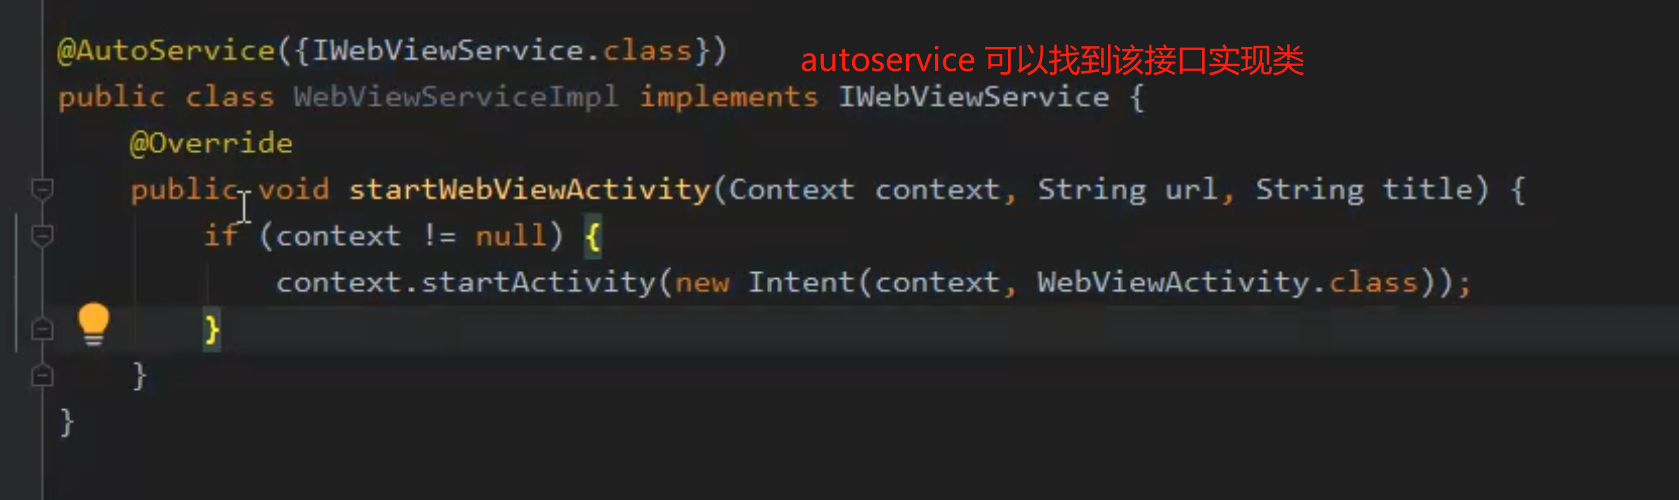 @AutoService({IWebViewService.class})
autoservice 可以找到该接口实现类
public class WebViewServiceImpl implements IWebViewService {
@Override
public void startWebViewActivity(Context context, String url, String title) {
if (context != null) {
context.startActivity(new Intent(context, WebViewActivity.class));
}
}
}